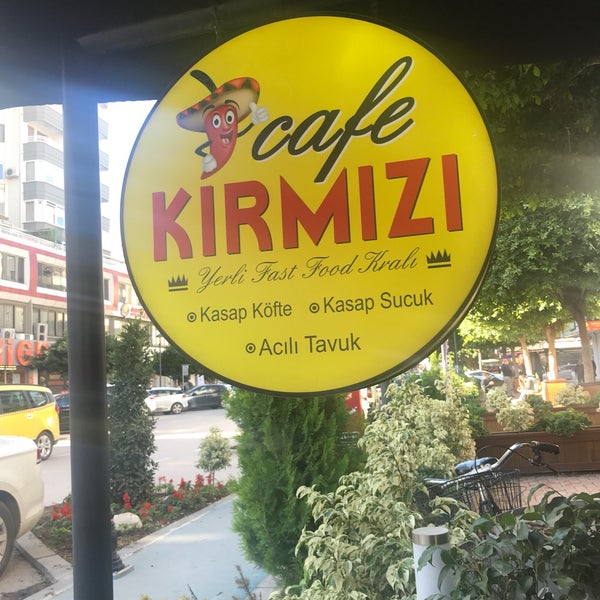 cafe
KIRMIZI
Yerli Fast Food Kralı
Kasap Köfte
Kasap Sucuk
Acılı Tavuk